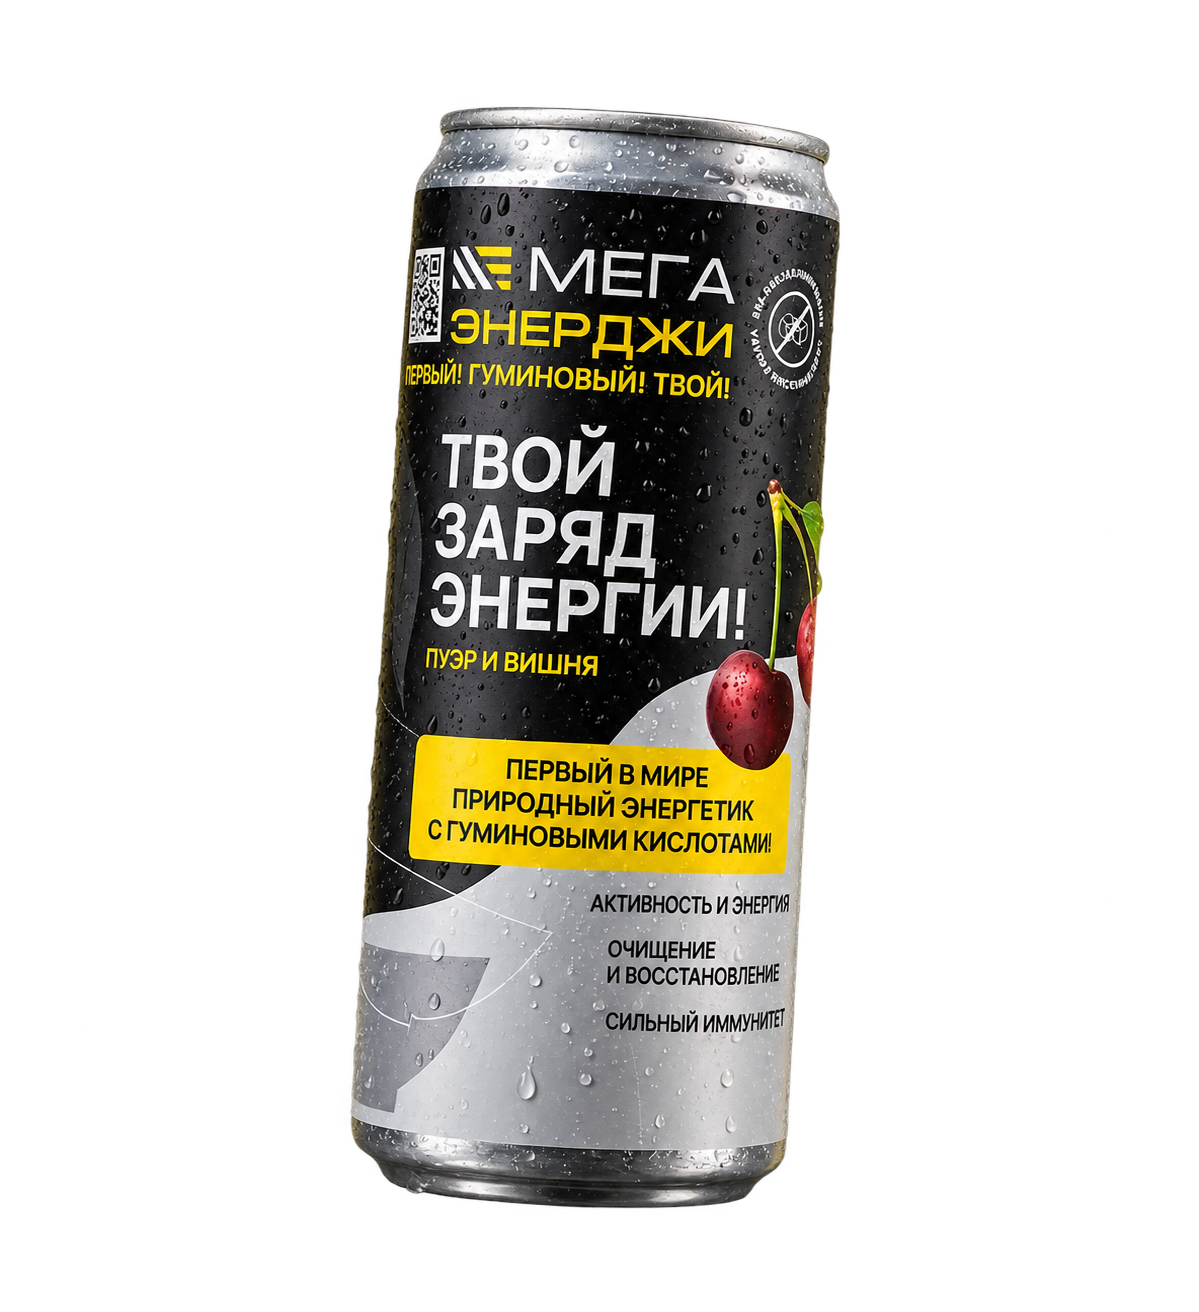 МЕГА
ЭНЕРДЖИ
ПЕРВЫЙ! ГУМИНОВЫЙ! ТВОЙ!
ТВОЙ
ЗАРЯД
ЭНЕРГИИ!
ПУЭР И ВИШНЯ
ПЕРВЫЙ В МИРЕ
ПРИРОДНЫЙ ЭНЕРГЕТИК
С ГУМИНОВЫМИ КИСЛОТАМИ!
АКТИВНОСТЬ И ЭНЕРГИЯ
ОЧИЩЕНИЕ
И ВОССТАНОВЛЕНИЕ
СИЛЬНЫЙ ИММУНИТЕТ